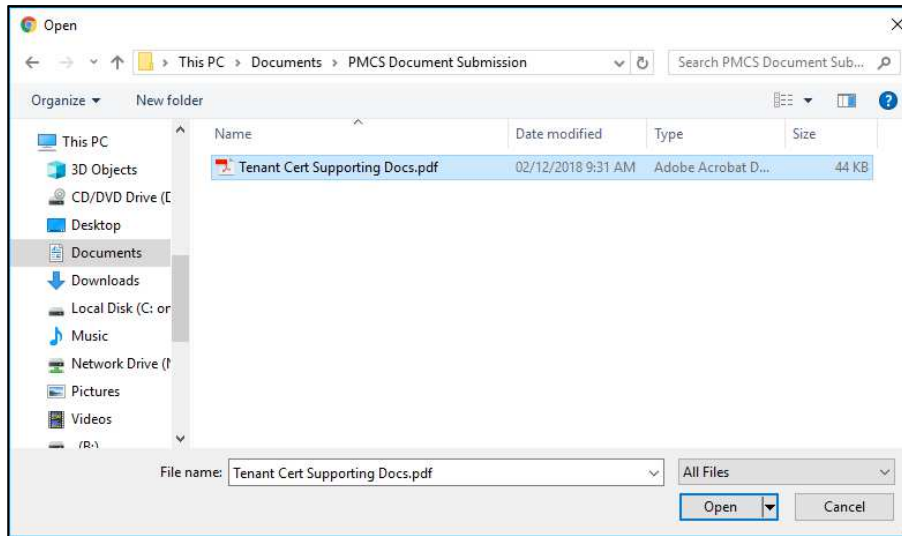 Open
This PC > Documents > PMCS Document Submission
Search PMCS Document Sub...
Organize
New folder
Name
Date modified
Type
Size
This PC
3D Objects
CD/DVD Drive (D
Desktop
Documents
Downloads
Local Disk (C: or
Music
Network Drive (
Pictures
Videos
(B:)
Tenant Cert Supporting Docs.pdf
02/12/2018 9:31 AM
Adobe Acrobat D...
44 KB
File name:
Tenant Cert Supporting Docs.pdf
All Files
Open
Cancel